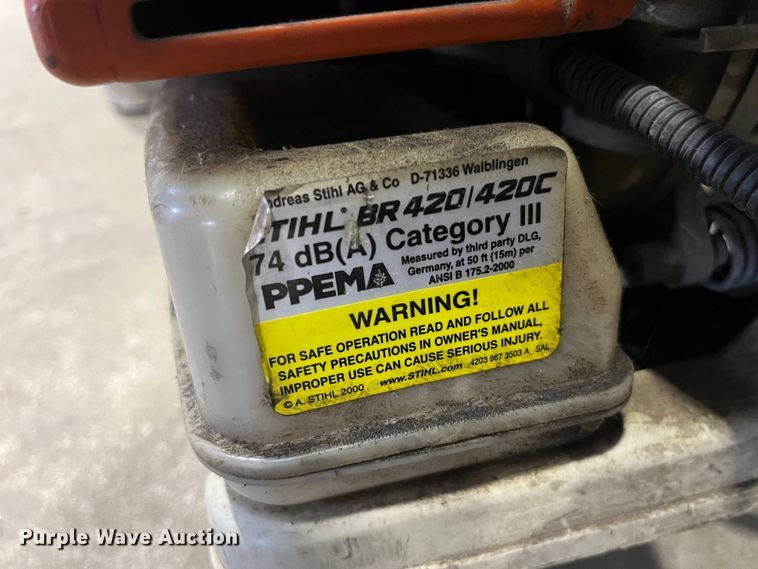 ndreas Stihl AG & Co D-71336 Waiblingen
STIHL BR 420/420C
74 dB(A) Category III
PPEMA
Measured by third party DLG,
Germany, at 50 ft (15m) per
ANSI B 175.2-2000
WARNING!
FOR SAFE OPERATION READ AND FOLLOW ALL
SAFETY PRECAUTIONS IN OWNER'S MANUAL,
IMPROPER USE CAN CAUSE SERIOUS INJURY.
© A. STIHL 2000 www.STIHL.com 4203 967 3503 A SAL
Purple Wave Auction